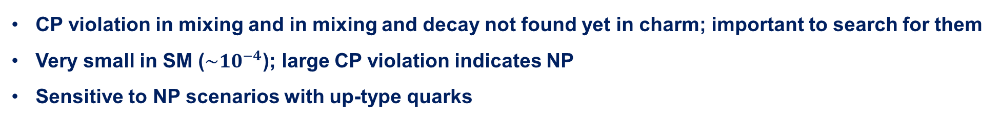 • CP violation in mixing and in mixing and decay not found yet in charm; important to search for them
• Very small in SM (~10⁻⁴); large CP violation indicates NP
• Sensitive to NP scenarios with up-type quarks